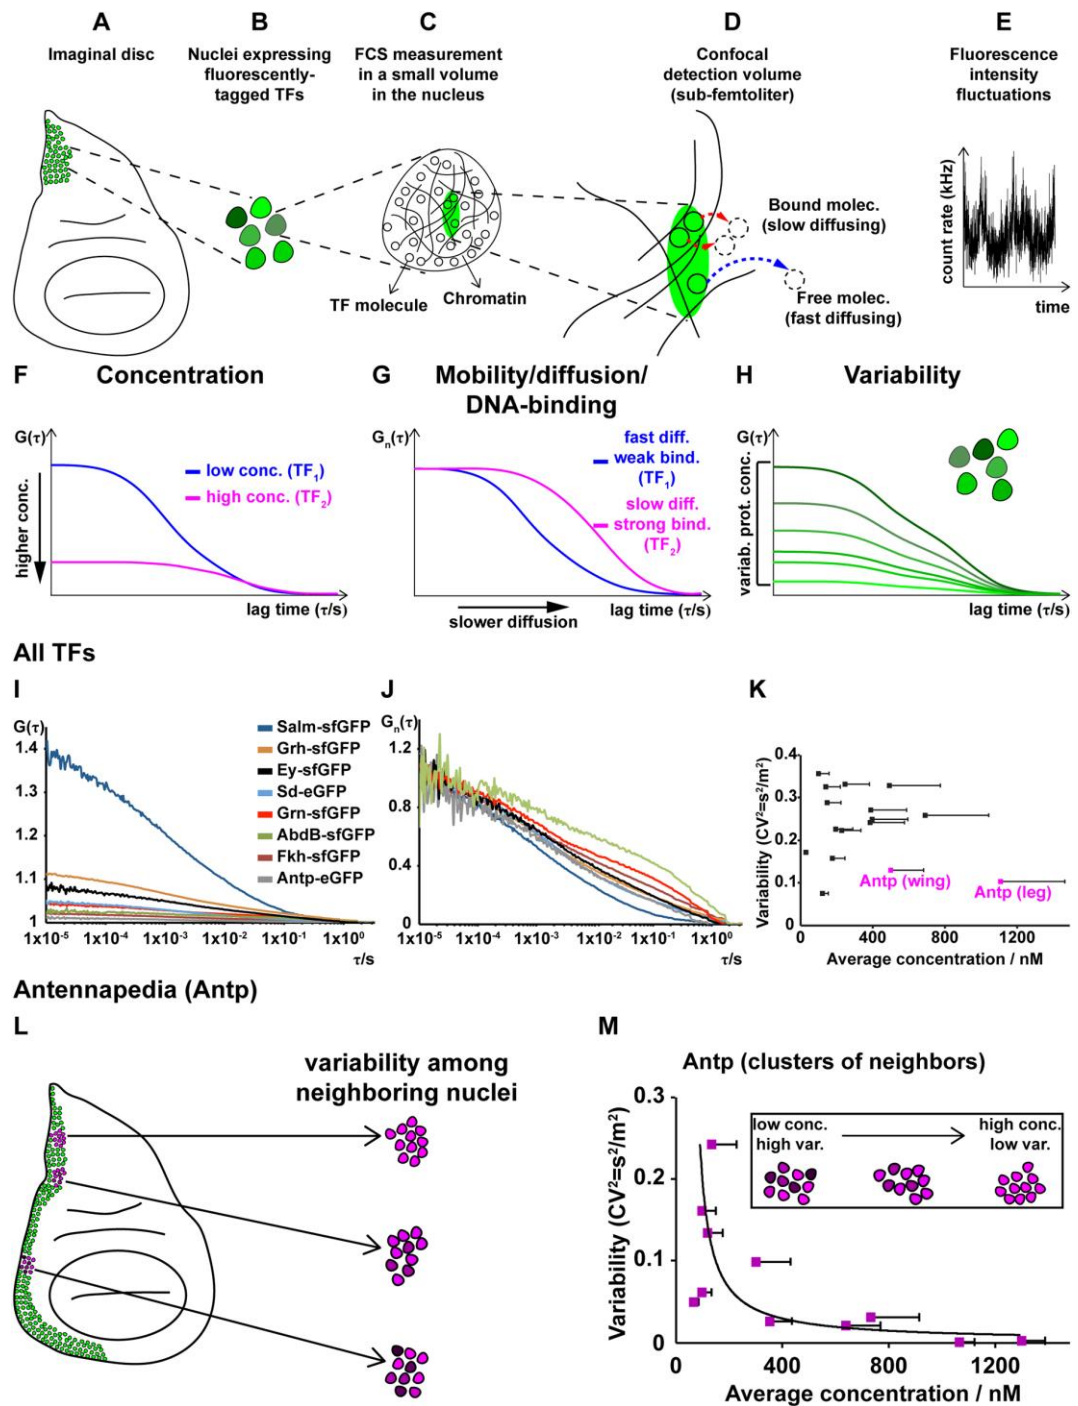 A
Imaginal disc
B
Nuclei expressing
fluorescently-
tagged TFs
C
FCS measurement
in a small volume
in the nucleus
TF molecule
Chromatin
D
Confocal
detection volume
(sub-femtoliter)
Bound molec.
(slow diffusing)
Free molec.
(fast diffusing)
E
Fluorescence
intensity
fluctuations
count rate (kHz)
time
F
Concentration
G(τ)
higher conc.
low conc. (TF₁)
high conc. (TF₂)
lag time (τ/s)
G
Mobility/diffusion/
DNA-binding
Gₙ(τ)
fast diff.
weak bind.
(TF₁)
slow diff.
strong bind.
(TF₂)
lag time (τ/s)
slower diffusion
H
Variability
G(τ)
variab. prot. conc.
lag time (τ/s)
All TFs
I
G(τ)
1.4
1.3
1.2
1.1
1
1x10⁻⁵
1x10⁻⁴
1x10⁻³
1x10⁻²
1x10⁻¹
1x10⁰
τ/s
Salm-sfGFP
Grh-sfGFP
Ey-sfGFP
Sd-eGFP
Grn-sfGFP
AbdB-sfGFP
Fkh-sfGFP
Antp-eGFP
J
Gₙ(τ)
1.2
0.8
0.4
0
1x10⁻⁵
1x10⁻⁴
1x10⁻³
1x10⁻²
1x10⁻¹
1x10⁰
τ/s
K
Variability (CV²=s²/m²)
0.4
0.3
0.2
0.1
0
Antp (wing)
Antp (leg)
0
400
800
1200
Average concentration / nM
Antennapedia (Antp)
L
variability among
neighboring nuclei
M
Antp (clusters of neighbors)
Variability (CV²=s²/m²)
0.3
0.2
0.1
0
low conc.
high var.
high conc.
low var.
0
400
800
1200
Average concentration / nM